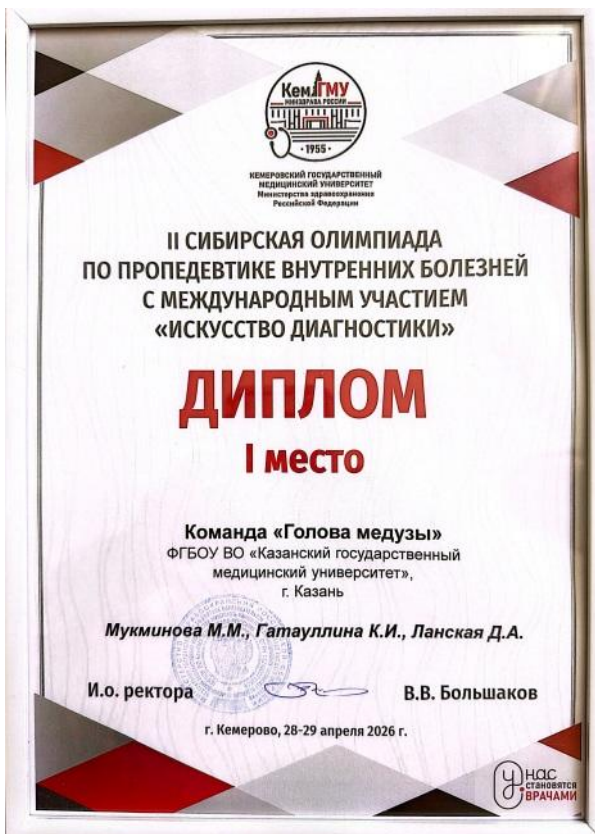 КемГМУ
МИНЗДРАВА РОССИИ
· 1955 ·
КЕМЕРОВСКИЙ ГОСУДАРСТВЕННЫЙ
МЕДИЦИНСКИЙ УНИВЕРСИТЕТ
Министерства здравоохранения
Российской Федерации
II СИБИРСКАЯ ОЛИМПИАДА
ПО ПРОПЕДЕВТИКЕ ВНУТРЕННИХ БОЛЕЗНЕЙ
С МЕЖДУНАРОДНЫМ УЧАСТИЕМ
«ИСКУССТВО ДИАГНОСТИКИ»
ДИПЛОМ
I место
Команда «Голова медузы»
ФГБОУ ВО «Казанский государственный
медицинский университет»,
г. Казань
Мукминова М.М., Гатауллина К.И., Ланская Д.А.
И.о. ректора В.В. Большаков
г. Кемерово, 28-29 апреля 2026 г.
у нас
становятся
ВРАЧАМИ